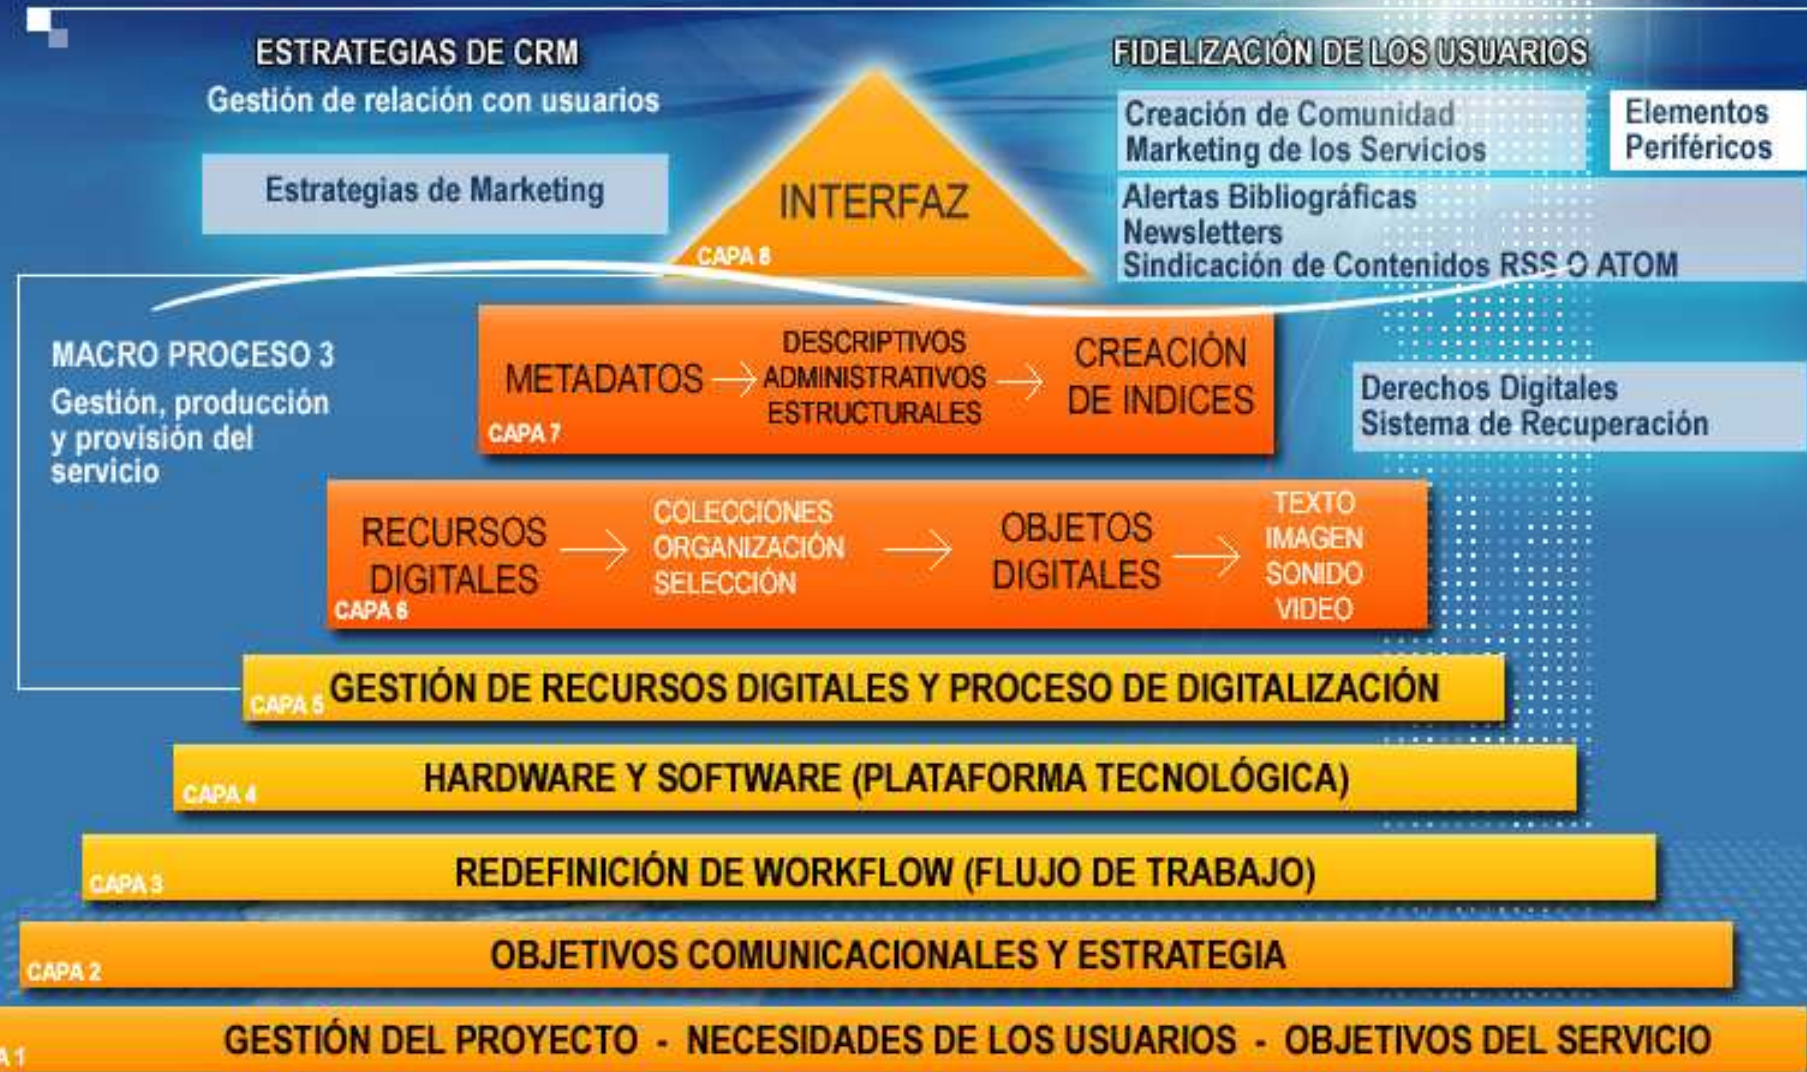 ESTRATEGIAS DE CRM
Gestión de relación con usuarios
Estrategias de Marketing
FIDELIZACIÓN DE LOS USUARIOS
Creación de Comunidad
Marketing de los Servicios
Elementos
Periféricos
Alertas Bibliográficas
Newsletters
Sindicación de Contenidos RSS O ATOM
INTERFAZ
CAPA 8
MACRO PROCESO 3
Gestión, producción
y provisión del
servicio
METADATOS
DESCRIPTIVOS
ADMINISTRATIVOS
ESTRUCTURALES
CREACIÓN
DE INDICES
CAPA 7
Derechos Digitales
Sistema de Recuperación
RECURSOS
DIGITALES
COLECCIONES
ORGANIZACIÓN
SELECCIÓN
OBJETOS
DIGITALES
TEXTO
IMAGEN
SONIDO
VIDEO
CAPA 6
CAPA 5
GESTIÓN DE RECURSOS DIGITALES Y PROCESO DE DIGITALIZACIÓN
CAPA 4
HARDWARE Y SOFTWARE (PLATAFORMA TECNOLÓGICA)
CAPA 3
REDEFINICIÓN DE WORKFLOW (FLUJO DE TRABAJO)
CAPA 2
OBJETIVOS COMUNICACIONALES Y ESTRATEGIA
A 1
GESTIÓN DEL PROYECTO - NECESIDADES DE LOS USUARIOS - OBJETIVOS DEL SERVICIO